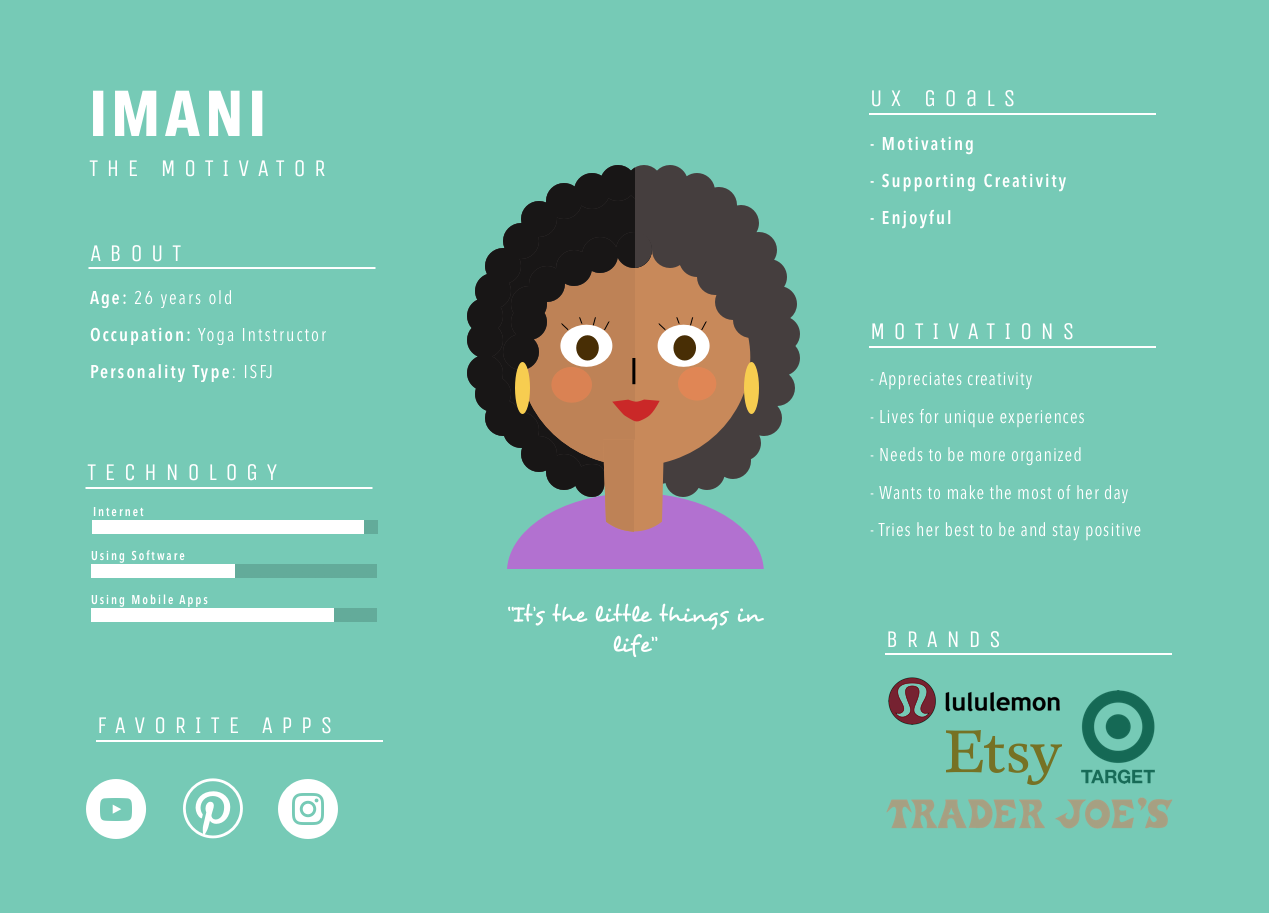 IMANI
THE MOTIVATOR
ABOUT
Age: 26 years old
Occupation: Yoga Intstructor
Personality Type: ISFJ
TECHNOLOGY
Internet
Using Software
Using Mobile Apps
FAVORITE APPS
"It's the little things in
life"
UX GOaLS
- Motivating
- Supporting Creativity
- Enjoyful
MOTIVATIONS
- Appreciates creativity
- Lives for unique experiences
- Needs to be more organized
- Wants to make the most of her day
- Tries her best to be and stay positive
BRANDS
lululemon
Etsy
TARGET
TRADER JOE'S